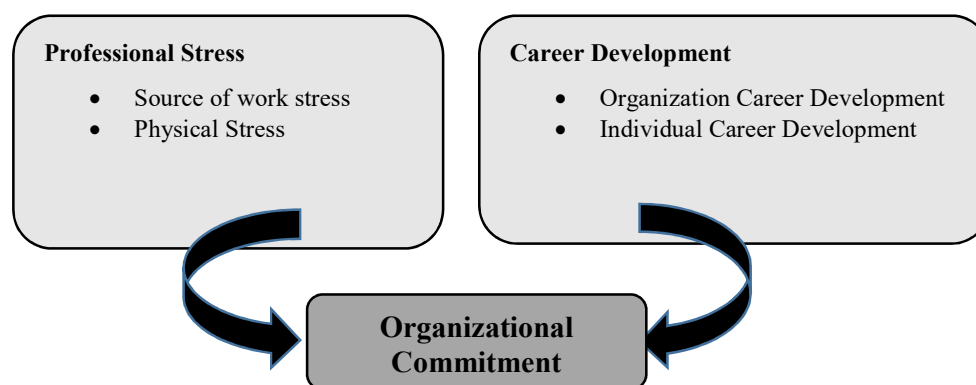 Professional Stress
• Source of work stress
• Physical Stress
Career Development
• Organization Career Development
• Individual Career Development
Organizational
Commitment